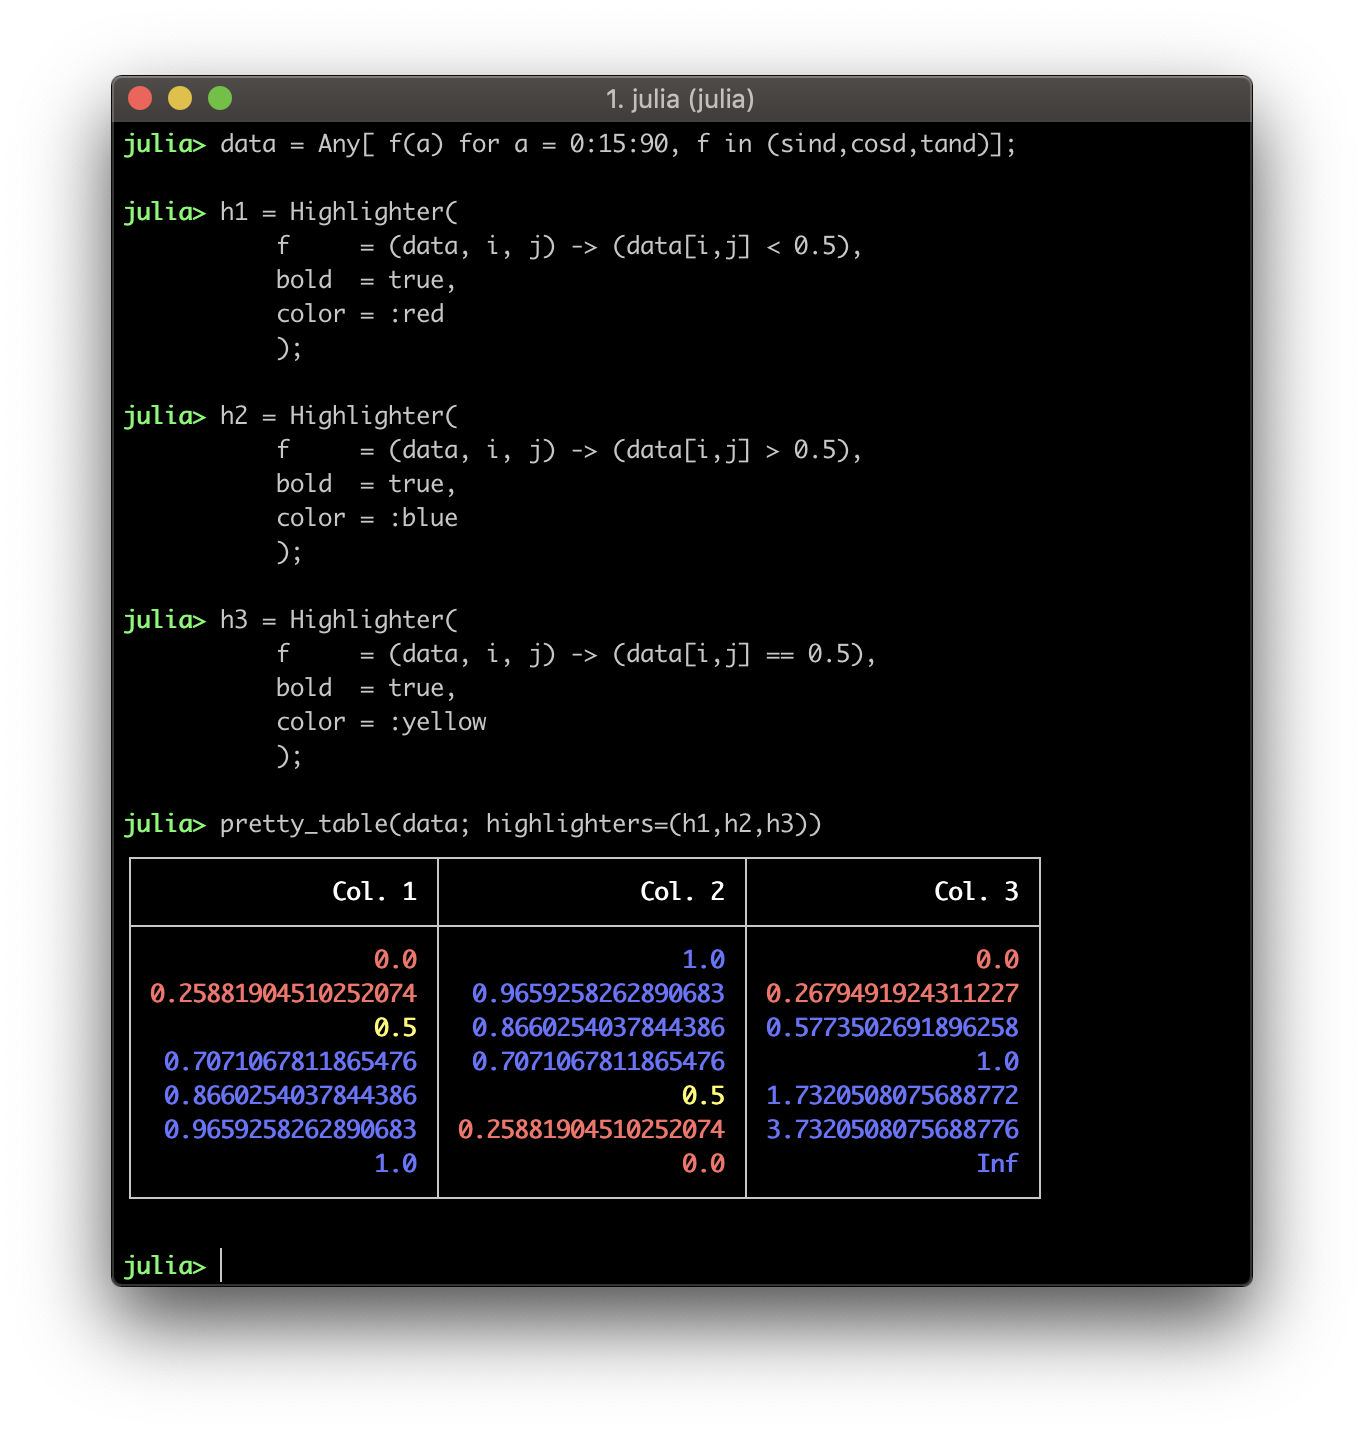 1. julia (julia)
julia> data = Any[ f(a) for a = 0:15:90, f in (sind,cosd,tand)];
julia> h1 = Highlighter(
f     = (data, i, j) -> (data[i,j] < 0.5),
bold  = true,
color = :red
);
julia> h2 = Highlighter(
f     = (data, i, j) -> (data[i,j] > 0.5),
bold  = true,
color = :blue
);
julia> h3 = Highlighter(
f     = (data, i, j) -> (data[i,j] == 0.5),
bold  = true,
color = :yellow
);
julia> pretty_table(data; highlighters=(h1,h2,h3))
Col. 1 Col. 2 Col. 3
0.0 1.0 0.0
0.25881904510252074 0.9659258262890683 0.2679491924311227
0.5 0.8660254037844386 0.5773502691896258
0.7071067811865476 0.7071067811865476 1.0
0.8660254037844386 0.5 1.7320508075688772
0.9659258262890683 0.25881904510252074 3.7320508075688776
1.0 0.0 Inf
julia>